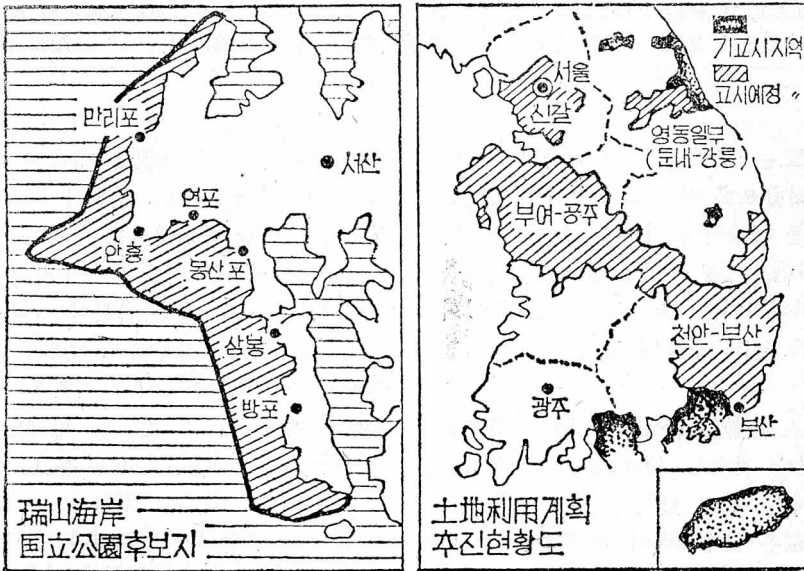 만리포
서산
연포
안흥
몽산포
삼봉
방포
瑞山海岸
国立公園후보지
기고시지역
고시예정 〃
서울
신갈
영동일부
(둔내-강릉)
부여-공주
천안-부산
광주
부산
土地利用계획
추진현황도